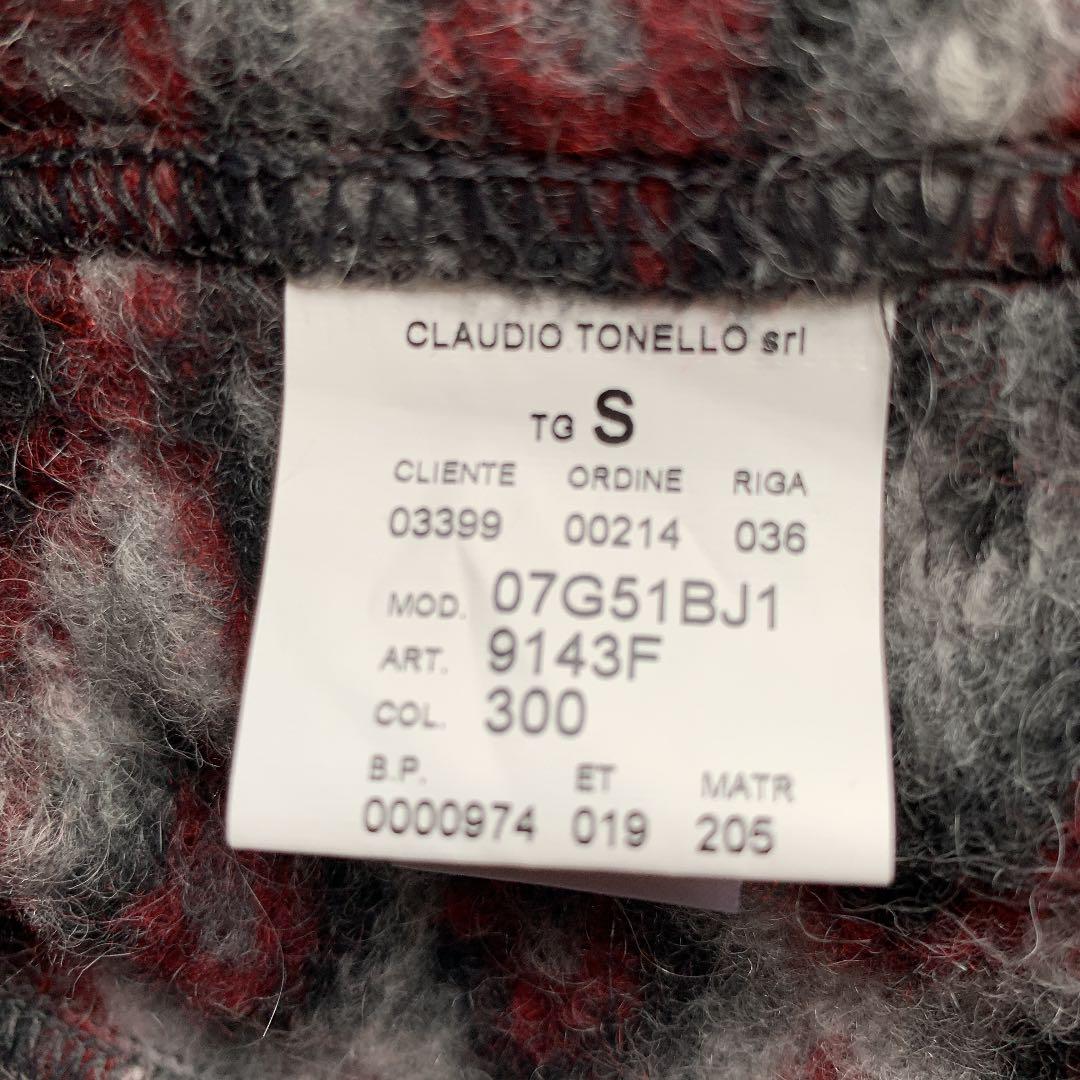 CLAUDIO TONELLO srl
TG S
CLIENTE ORDINE RIGA
03399 00214 036
MOD. 07G51BJ1
ART. 9143F
COL. 300
B.P. ET MATR
0000974 019 205